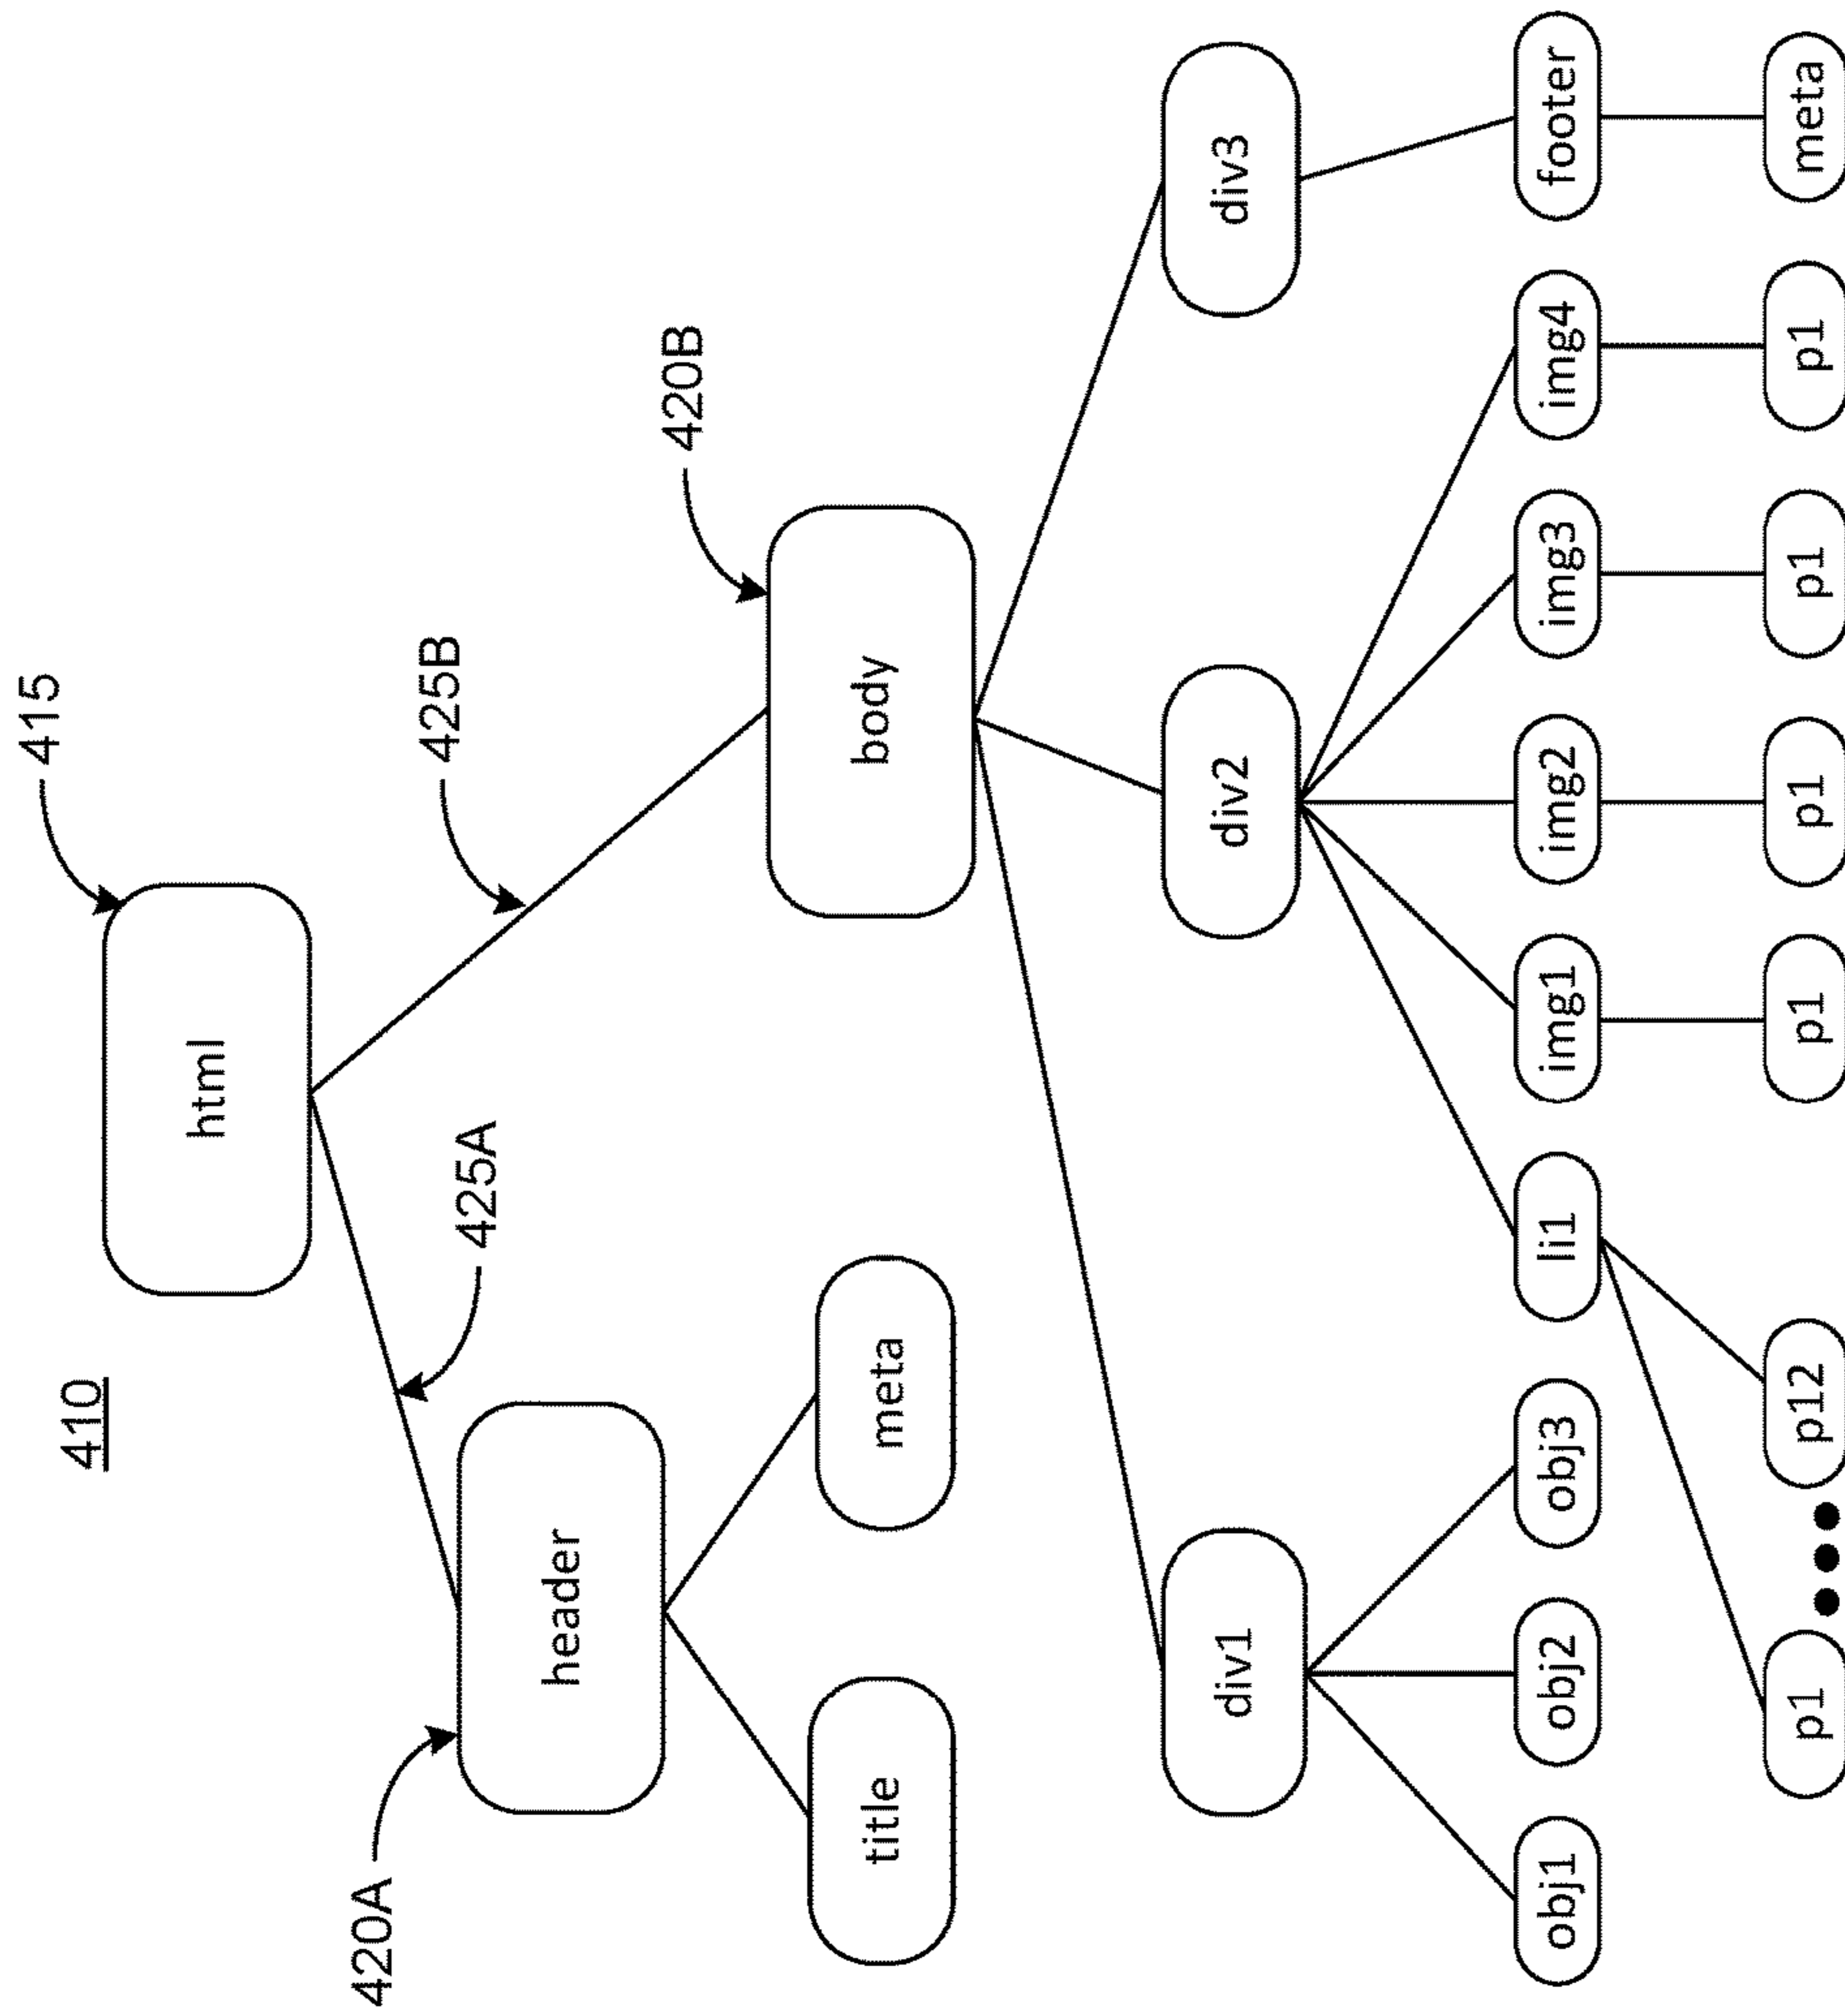 410
415
html
425A
425B
420A
header
420B
body
title
meta
div1
div2
div3
obj1
obj2
obj3
li1
img1
img2
img3
img4
footer
p1
p12
p1
p1
p1
p1
meta